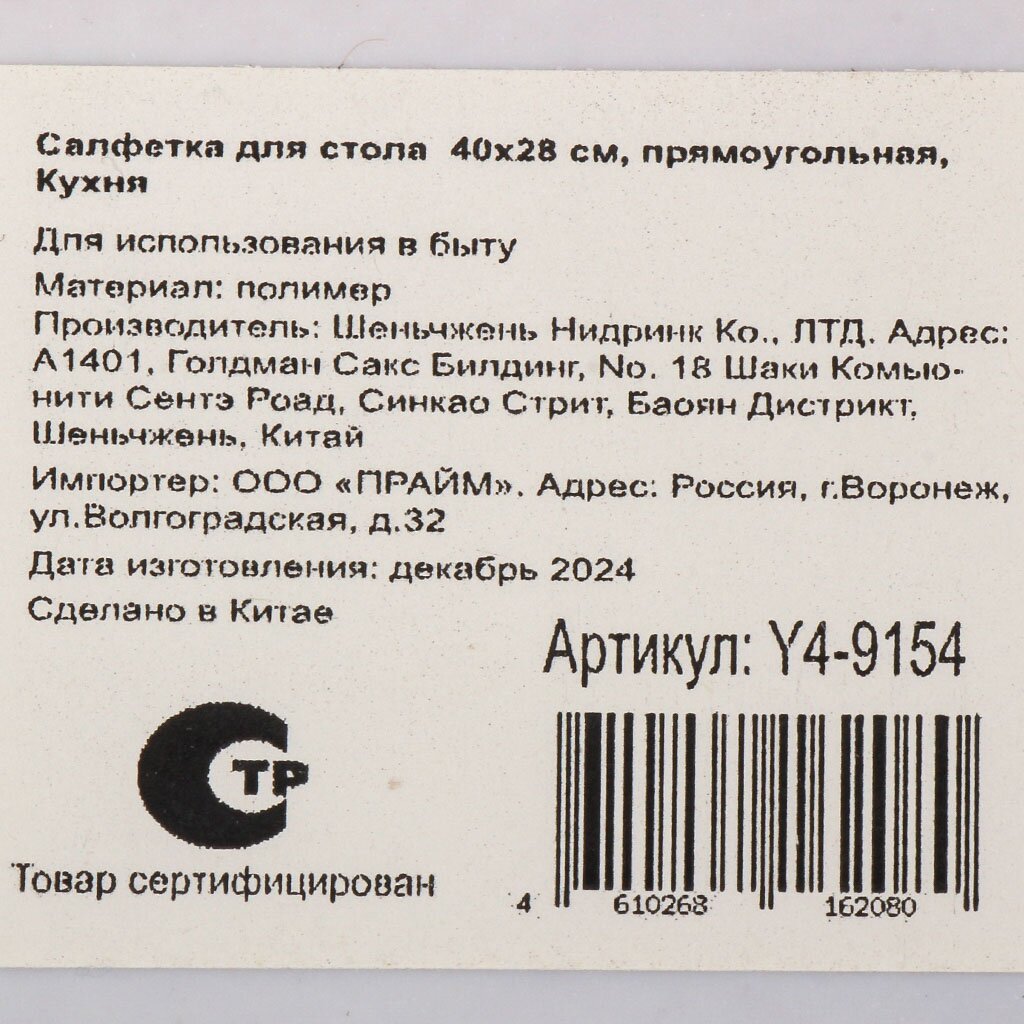 Салфетка для стола 40х28 см, прямоугольная,
Кухня
Для использования в быту
Материал: полимер
Производитель: Шеньчжень Нидринк Ко., ЛТД. Адрес:
А1401, Голдман Сакс Билдинг, No. 18 Шаки Комью-
нити Сентэ Роад, Синкао Стрит, Баоян Дистрикт,
Шеньчжень, Китай
Импортер: ООО «ПРАЙМ». Адрес: Россия, г.Воронеж,
ул.Волгоградская, д.32
Дата изготовления: декабрь 2024
Сделано в Китае
Артикул: Y4-9154
СТР
Товар сертифицирован
4 610268 162080